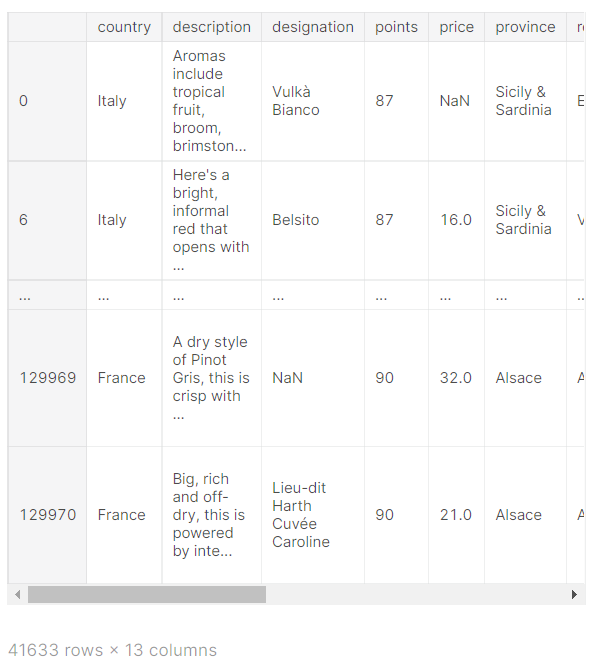 country description designation points price province
Aromas
include
tropical
fruit,
broom,
brimston...
0 Italy Vulkà
Bianco 87 NaN Sicily &
Sardinia
Here's a
bright,
informal
red that
opens with
...
6 Italy Belsito 87 16.0 Sicily &
Sardinia
... ... ... ... ... ... ...
A dry style
of Pinot
Gris, this is
crisp with
...
129969 France NaN 90 32.0 Alsace
Big, rich
and off-
dry, this is
powered
by inte...
129970 France Lieu-dit
Harth
Cuvée
Caroline 90 21.0 Alsace
41633 rows × 13 columns